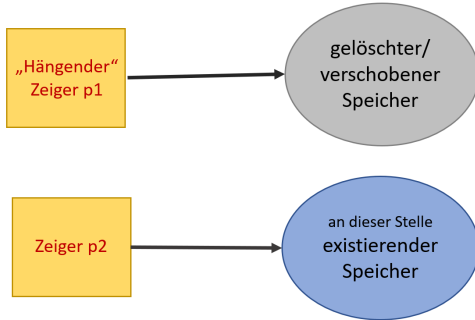 „Hängender“
Zeiger p1
gelöschter/
verschobener
Speicher
Zeiger p2
an dieser Stelle
existierender
Speicher